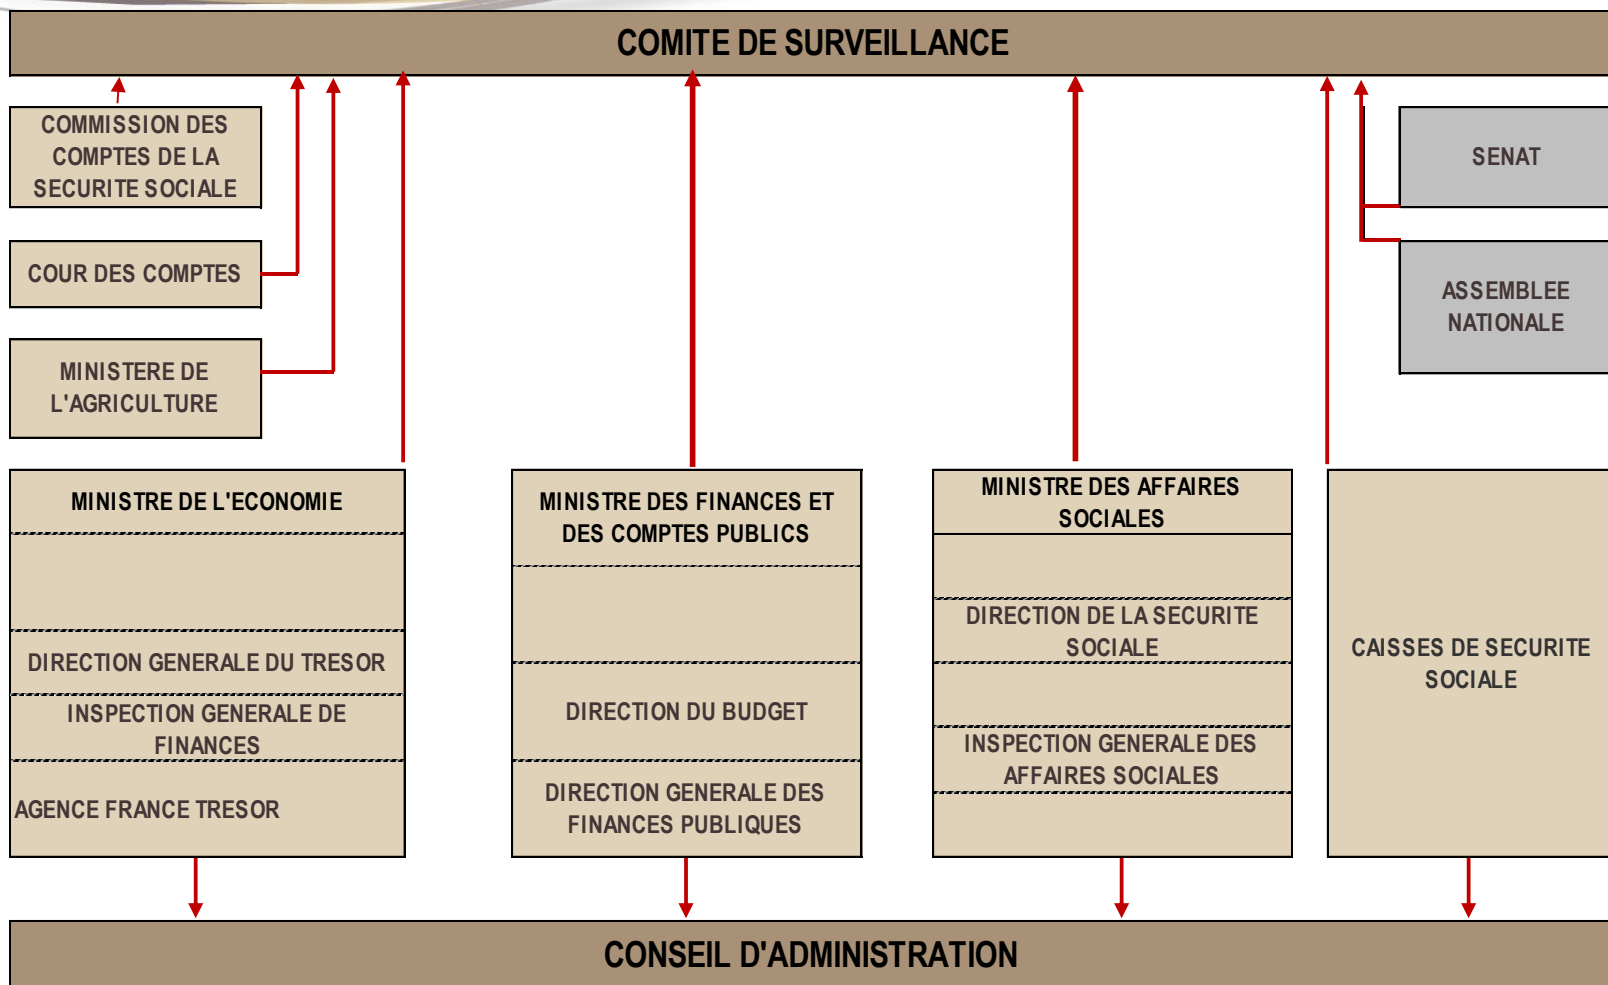 COMITE DE SURVEILLANCE
COMMISSION DES
COMPTES DE LA
SECURITE SOCIALE
SENAT
COUR DES COMPTES
ASSEMBLEE
NATIONALE
MINISTERE DE
L'AGRICULTURE
MINISTRE DE L'ECONOMIE
DIRECTION GENERALE DU TRESOR
INSPECTION GENERALE DE
FINANCES
AGENCE FRANCE TRESOR
MINISTRE DES FINANCES ET
DES COMPTES PUBLICS
DIRECTION DU BUDGET
DIRECTION GENERALE DES
FINANCES PUBLIQUES
MINISTRE DES AFFAIRES
SOCIALES
DIRECTION DE LA SECURITE
SOCIALE
INSPECTION GENERALE DES
AFFAIRES SOCIALES
CAISSES DE SECURITE
SOCIALE
CONSEIL D'ADMINISTRATION